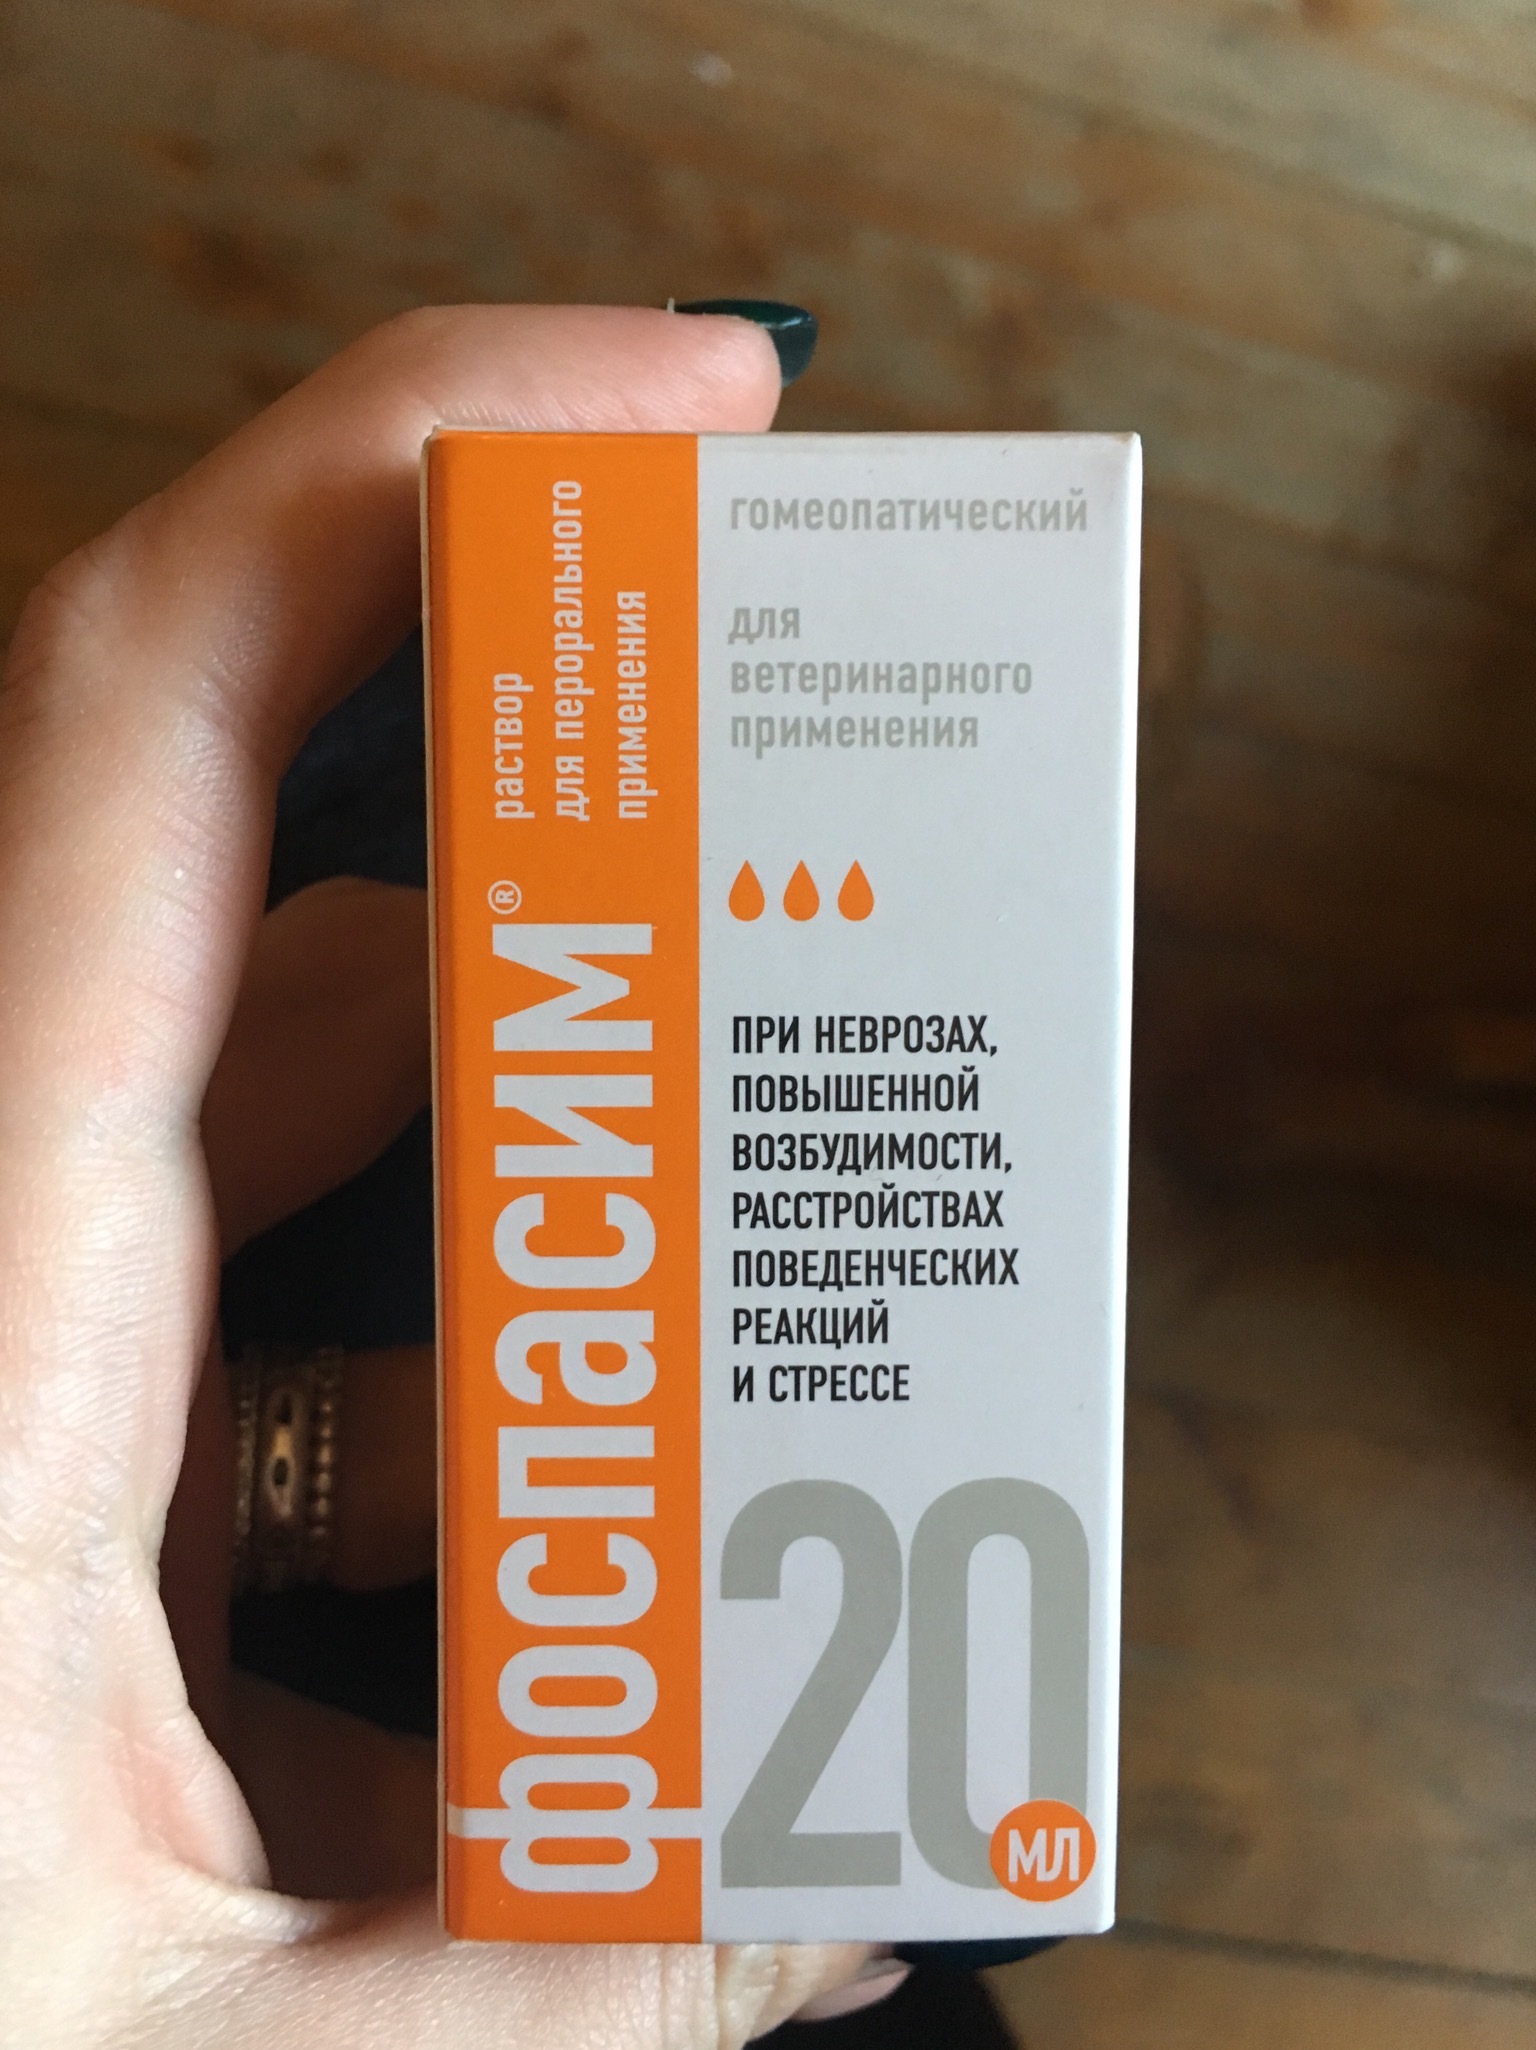 фоспасим®
раствор
для перорального
применения
гомеопатический
для
ветеринарного
применения
ПРИ НЕВРОЗАХ,
ПОВЫШЕННОЙ
ВОЗБУДИМОСТИ,
РАССТРОЙСТВАХ
ПОВЕДЕНЧЕСКИХ
РЕАКЦИЙ
И СТРЕССЕ
20
МЛ